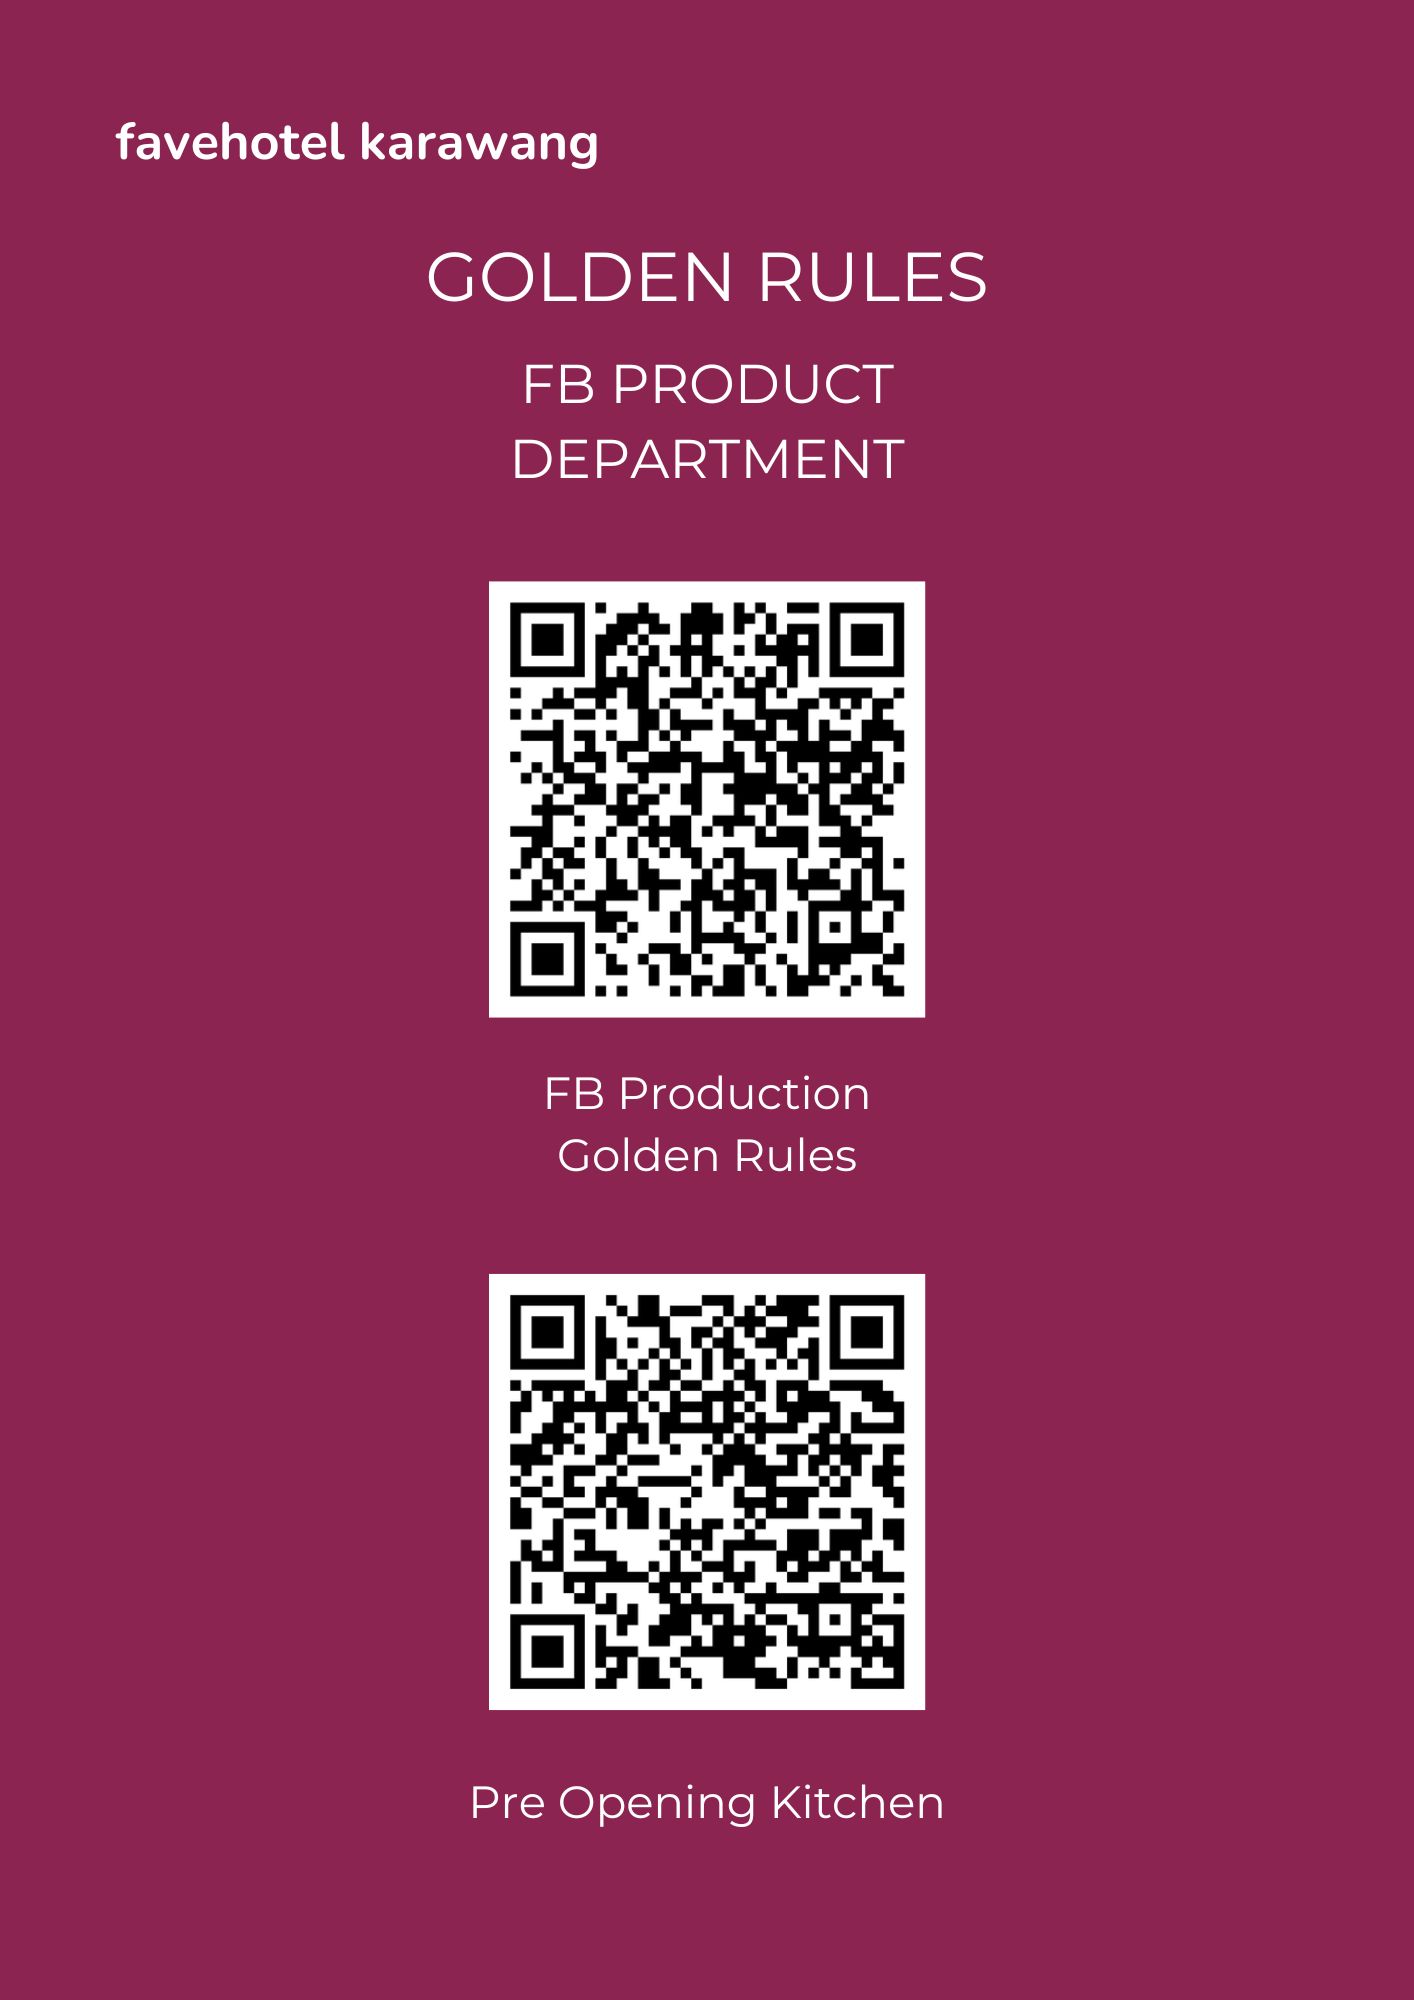 favehotel karawang
GOLDEN RULES
FB PRODUCT
DEPARTMENT
FB Production
Golden Rules
Pre Opening Kitchen